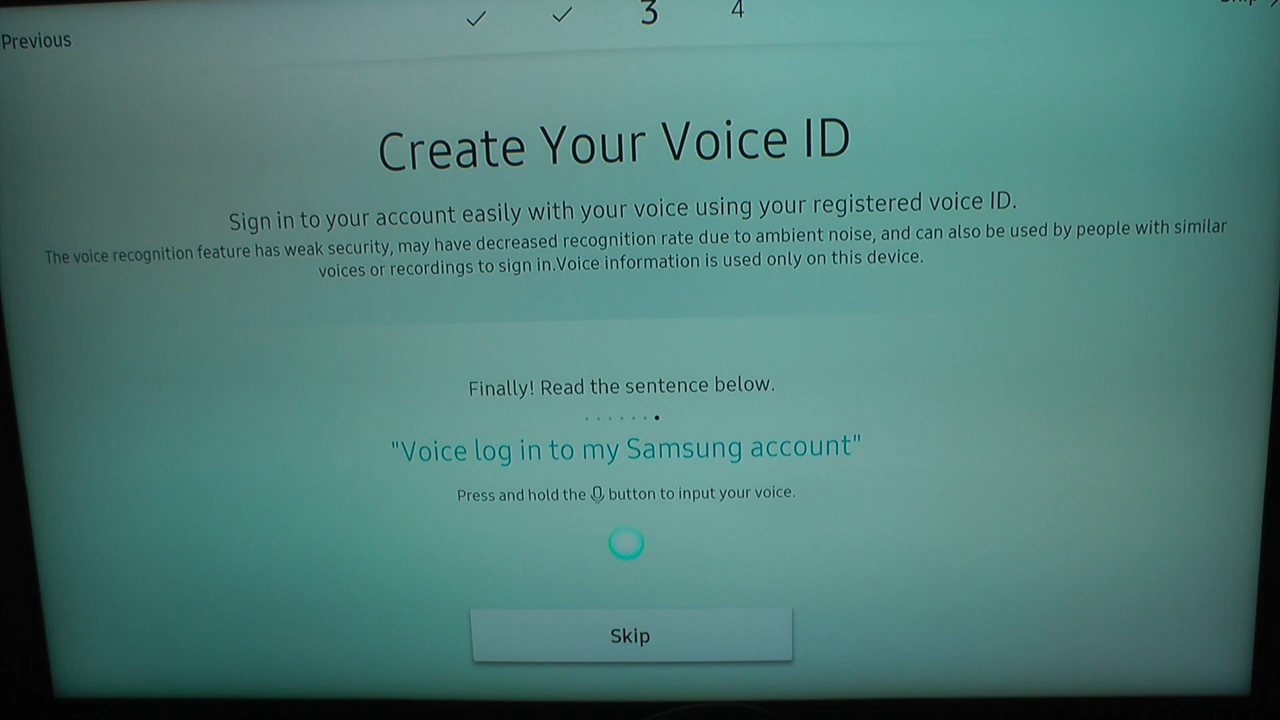 3 4
Previous
Create Your Voice ID
Sign in to your account easily with your voice using your registered voice ID.
The voice recognition feature has weak security, may have decreased recognition rate due to ambient noise, and can also be used by people with similar
voices or recordings to sign in.Voice information is used only on this device.
Finally! Read the sentence below.
"Voice log in to my Samsung account"
Press and hold the button to input your voice.
Skip